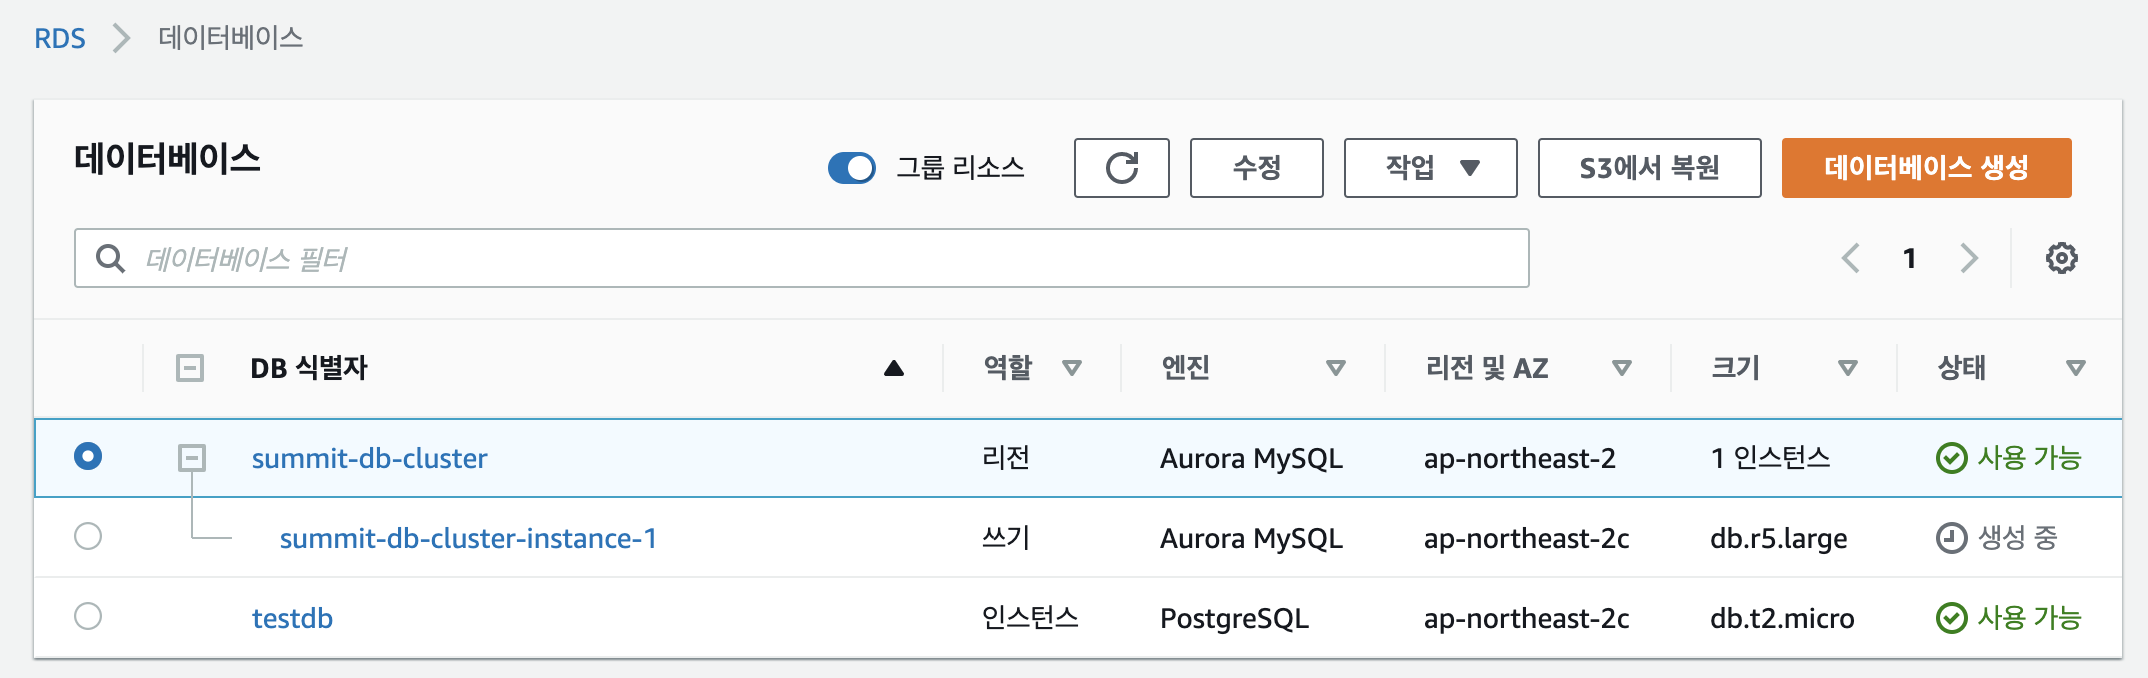 RDS 데이터베이스
데이터베이스 그룹 리소스 수정 작업 S3에서 복원 데이터베이스 생성
데이터베이스 필터 1
DB 식별자 역할 엔진 리전 및 AZ 크기 상태
summit-db-cluster 리전 Aurora MySQL ap-northeast-2 1 인스턴스 사용 가능
summit-db-cluster-instance-1 쓰기 Aurora MySQL ap-northeast-2c db.r5.large 생성 중
testdb 인스턴스 PostgreSQL ap-northeast-2c db.t2.micro 사용 가능